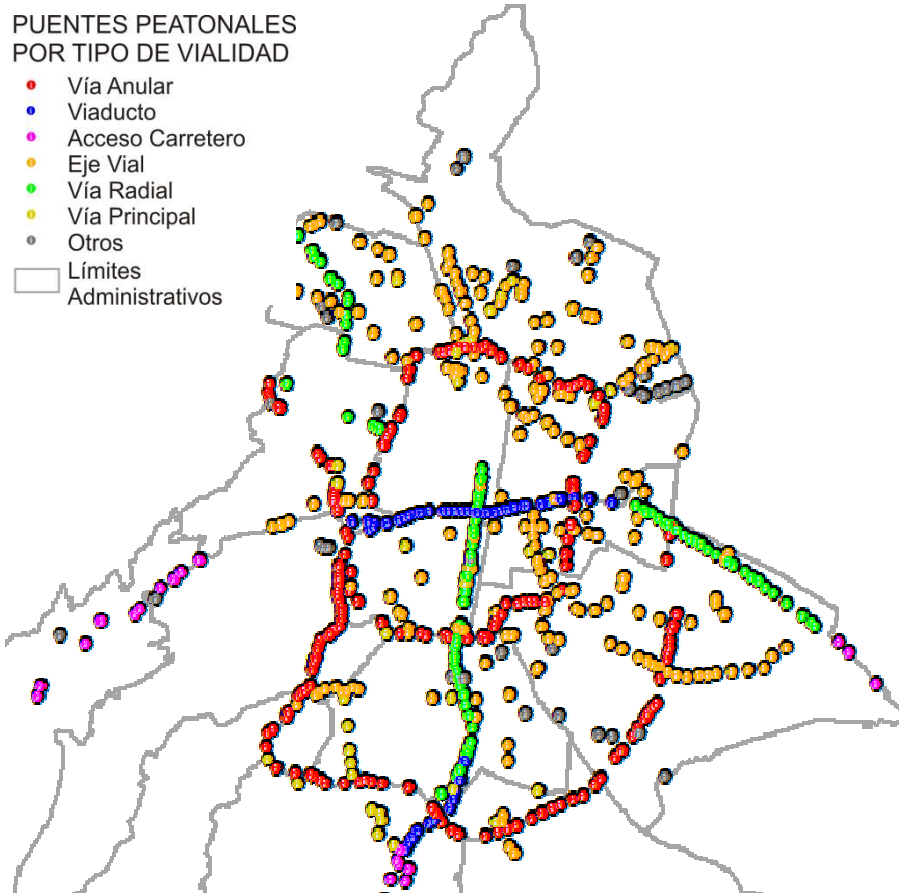 PUENTES PEATONALES
POR TIPO DE VIALIDAD
Vía Anular
Viaducto
Acceso Carretero
Eje Vial
Vía Radial
Vía Principal
Otros
Límites
Administrativos